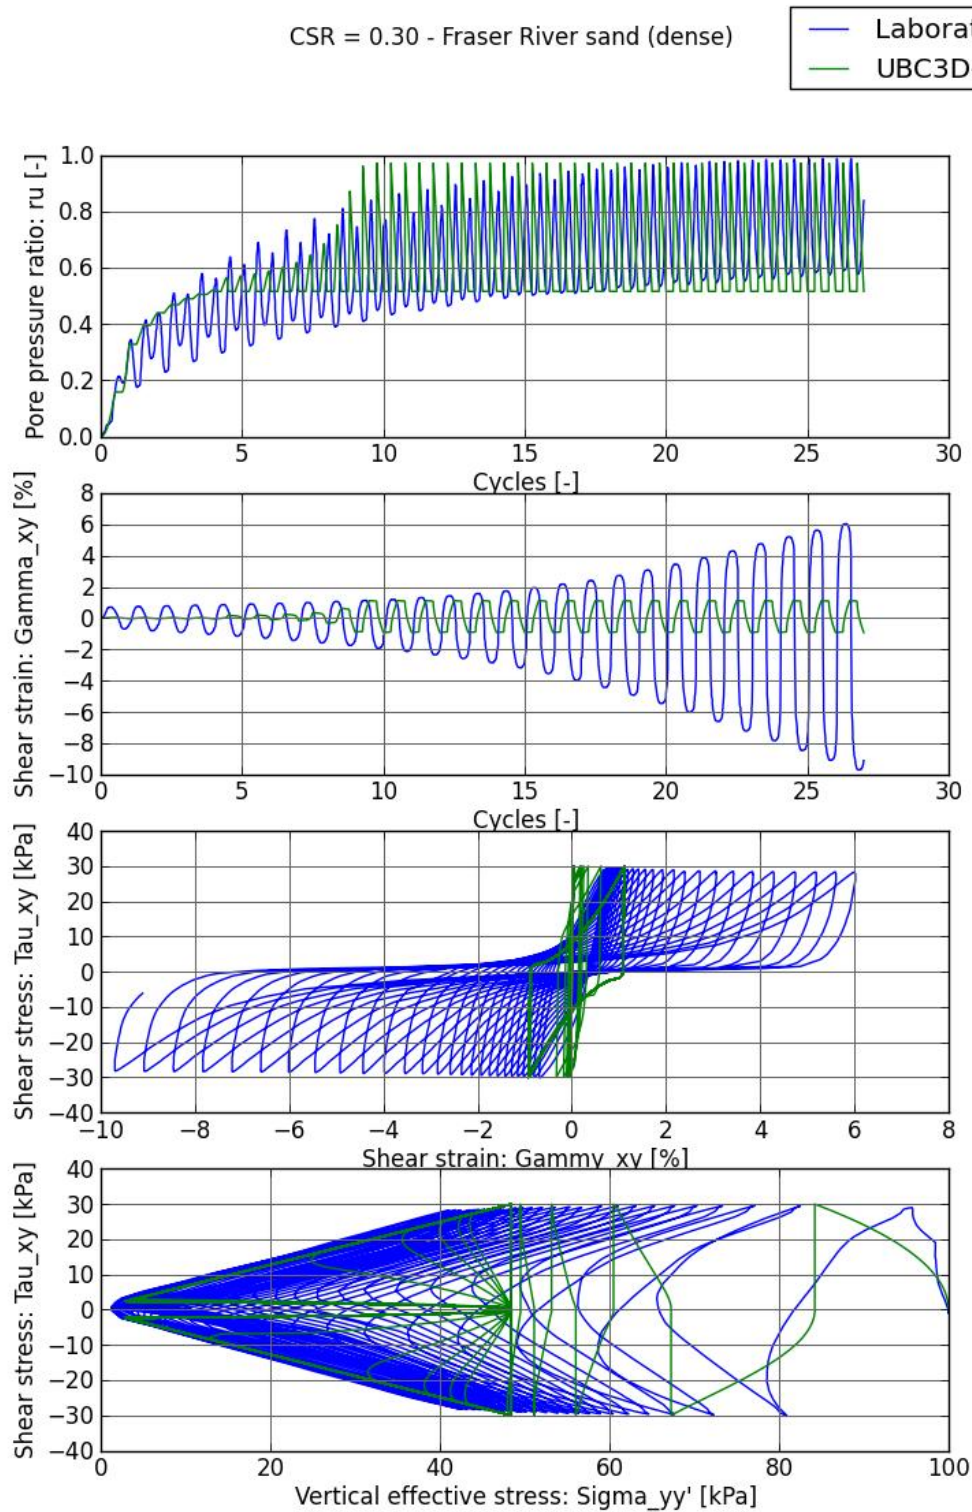 CSR = 0.30 - Fraser River sand (dense)
Laborat
UBC3D
Pore pressure ratio: ru [-]
1.0
0.8
0.6
0.4
0.2
0.0
0 5 10 15 20 25 30
Cycles [-]
Shear strain: Gamma_xy [%]
8
6
4
2
0
−2
−4
−6
−8
−10
0 5 10 15 20 25 30
Cycles [-]
Shear stress: Tau_xy [kPa]
40
30
20
10
0
−10
−20
−30
−40
−10 −8 −6 −4 −2 0 2 4 6 8
Shear strain: Gammy_xy [%]
Shear stress: Tau_xy [kPa]
40
30
20
10
0
−10
−20
−30
−40
0 20 40 60 80 100
Vertical effective stress: Sigma_yy' [kPa]